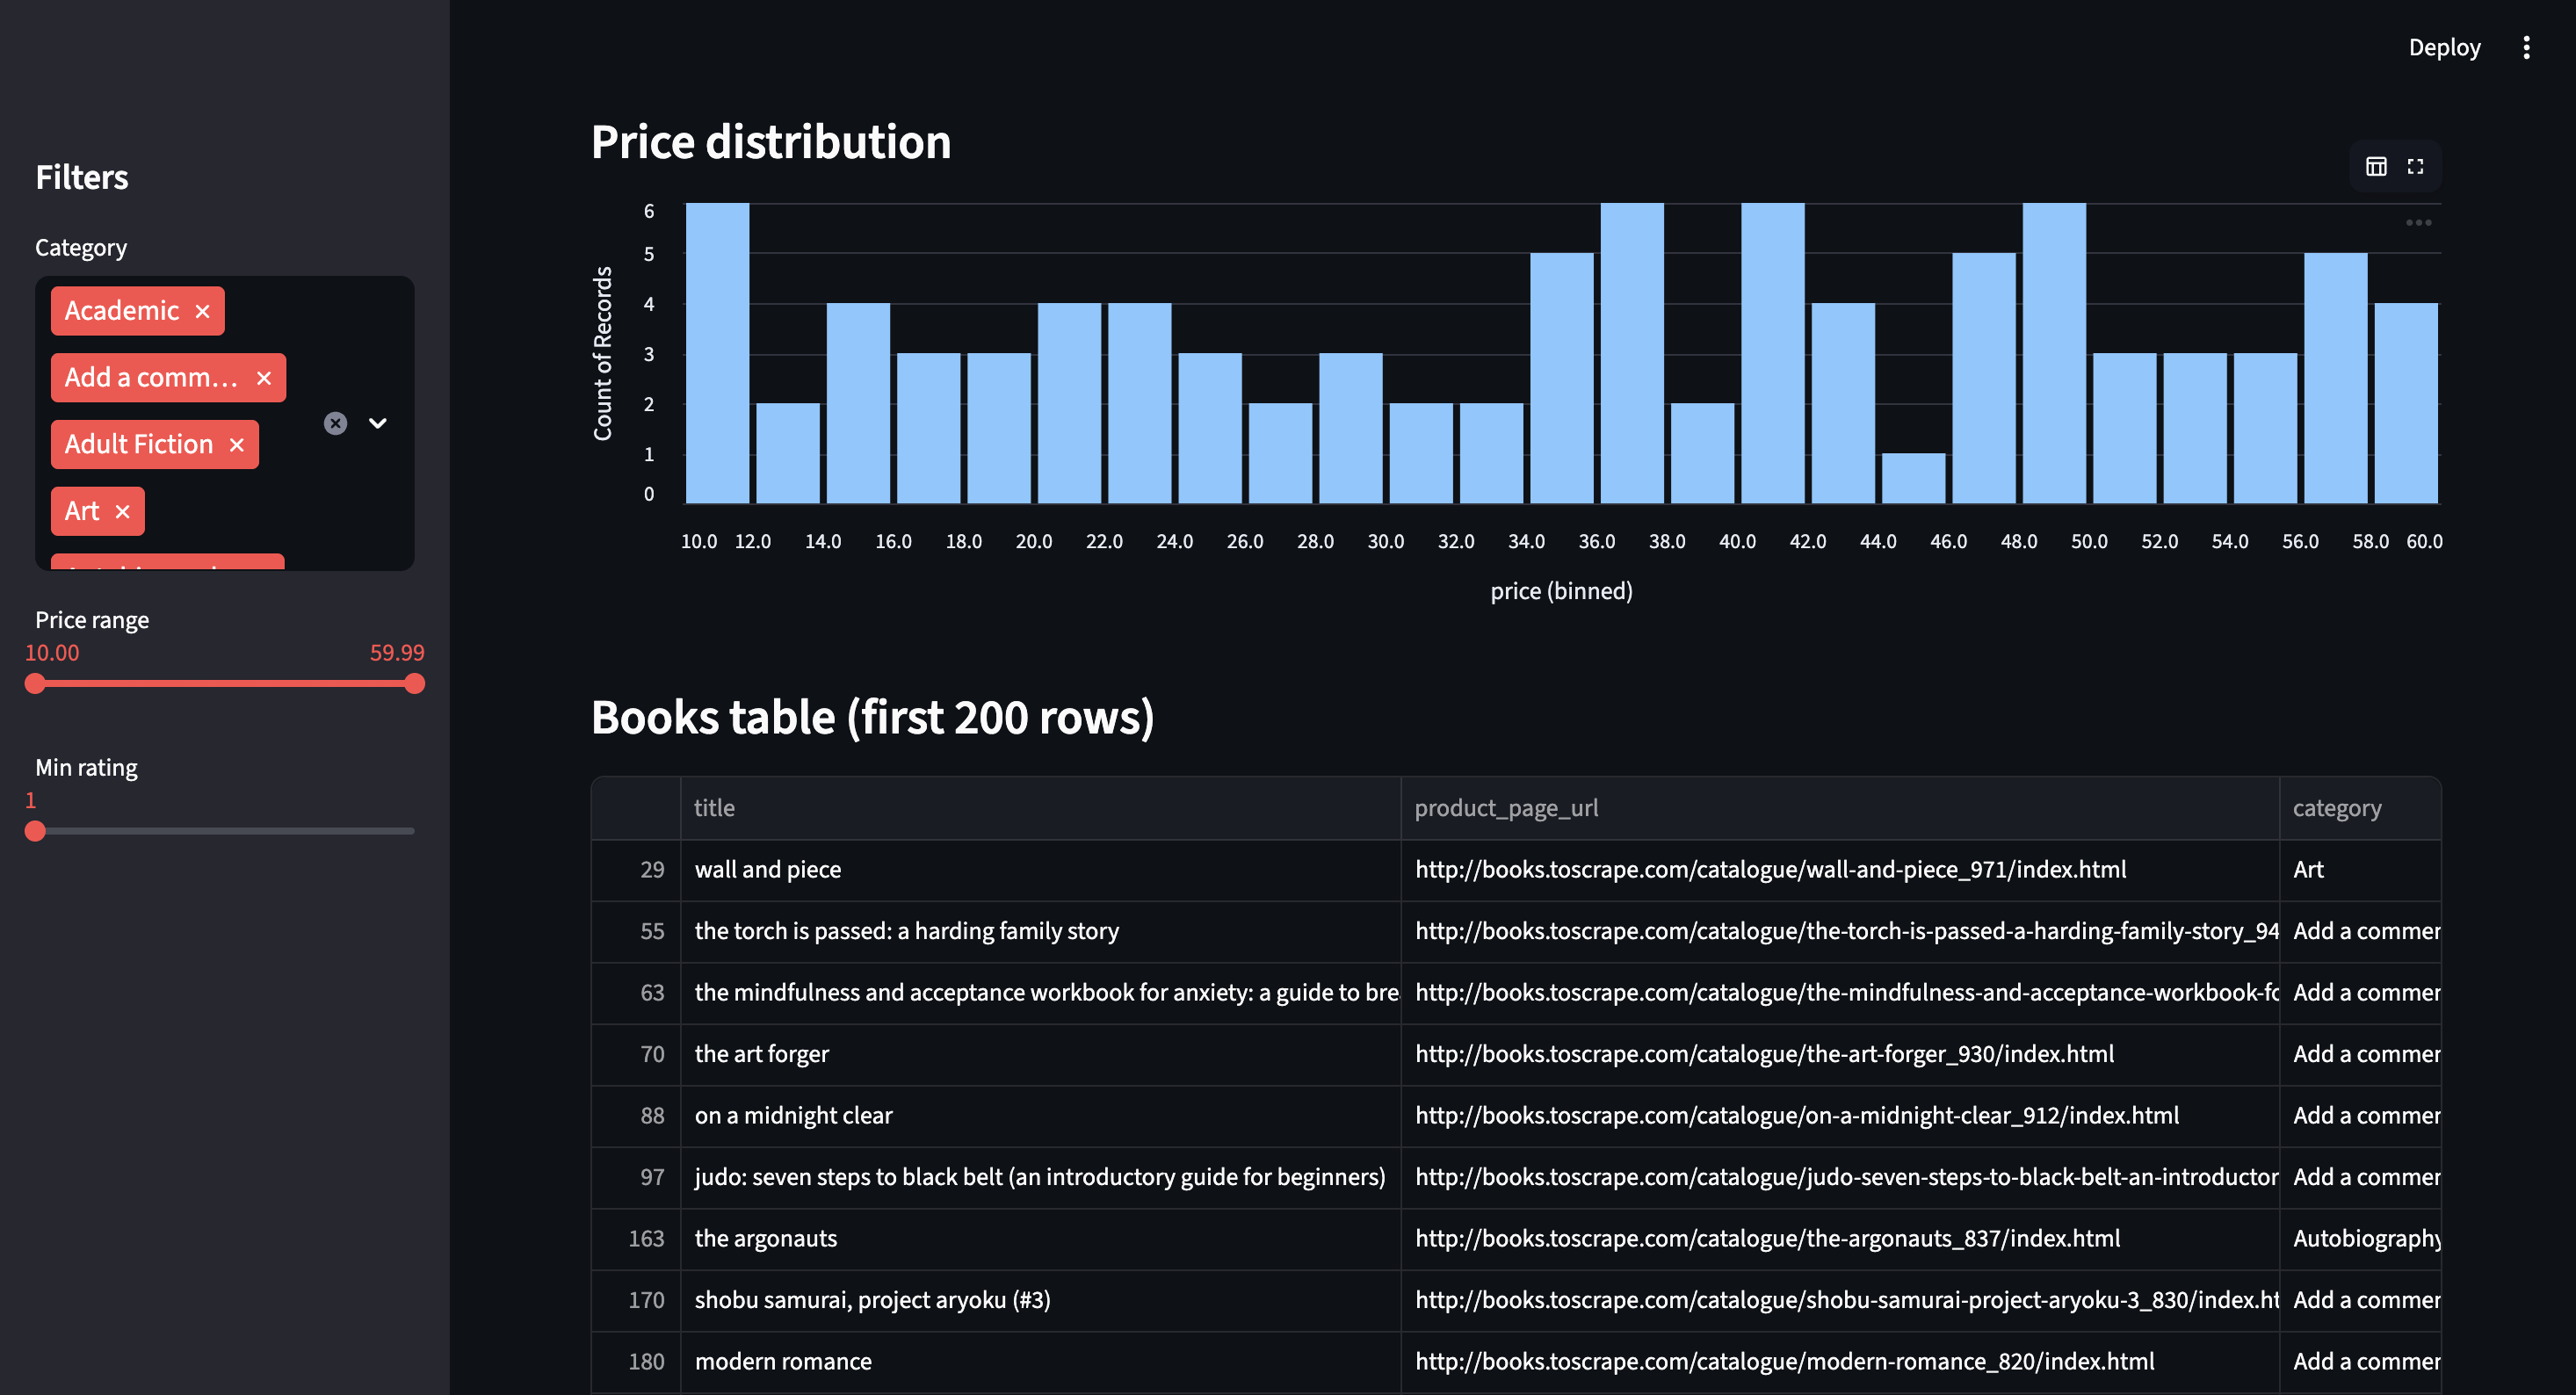 Deploy
Filters
Category
Academic
Add a comm...
Adult Fiction
Art
Price range
10.00 59.99
Min rating
1
Price distribution
Count of Records
6
5
4
3
2
1
0
10.0 12.0 14.0 16.0 18.0 20.0 22.0 24.0 26.0 28.0 30.0 32.0 34.0 36.0 38.0 40.0 42.0 44.0 46.0 48.0 50.0 52.0 54.0 56.0 58.0 60.0
price (binned)
Books table (first 200 rows)
title product_page_url category
29 wall and piece http://books.toscrape.com/catalogue/wall-and-piece_971/index.html Art
55 the torch is passed: a harding family story http://books.toscrape.com/catalogue/the-torch-is-passed-a-harding-family-story_94 Add a commen
63 the mindfulness and acceptance workbook for anxiety: a guide to bre http://books.toscrape.com/catalogue/the-mindfulness-and-acceptance-workbook-fo Add a commen
70 the art forger http://books.toscrape.com/catalogue/the-art-forger_930/index.html Add a commen
88 on a midnight clear http://books.toscrape.com/catalogue/on-a-midnight-clear_912/index.html Add a commen
97 judo: seven steps to black belt (an introductory guide for beginners) http://books.toscrape.com/catalogue/judo-seven-steps-to-black-belt-an-introductor Add a commen
163 the argonauts http://books.toscrape.com/catalogue/the-argonauts_837/index.html Autobiography
170 shobu samurai, project aryoku (#3) http://books.toscrape.com/catalogue/shobu-samurai-project-aryoku-3_830/index.ht Add a commen
180 modern romance http://books.toscrape.com/catalogue/modern-romance_820/index.html Add a commen